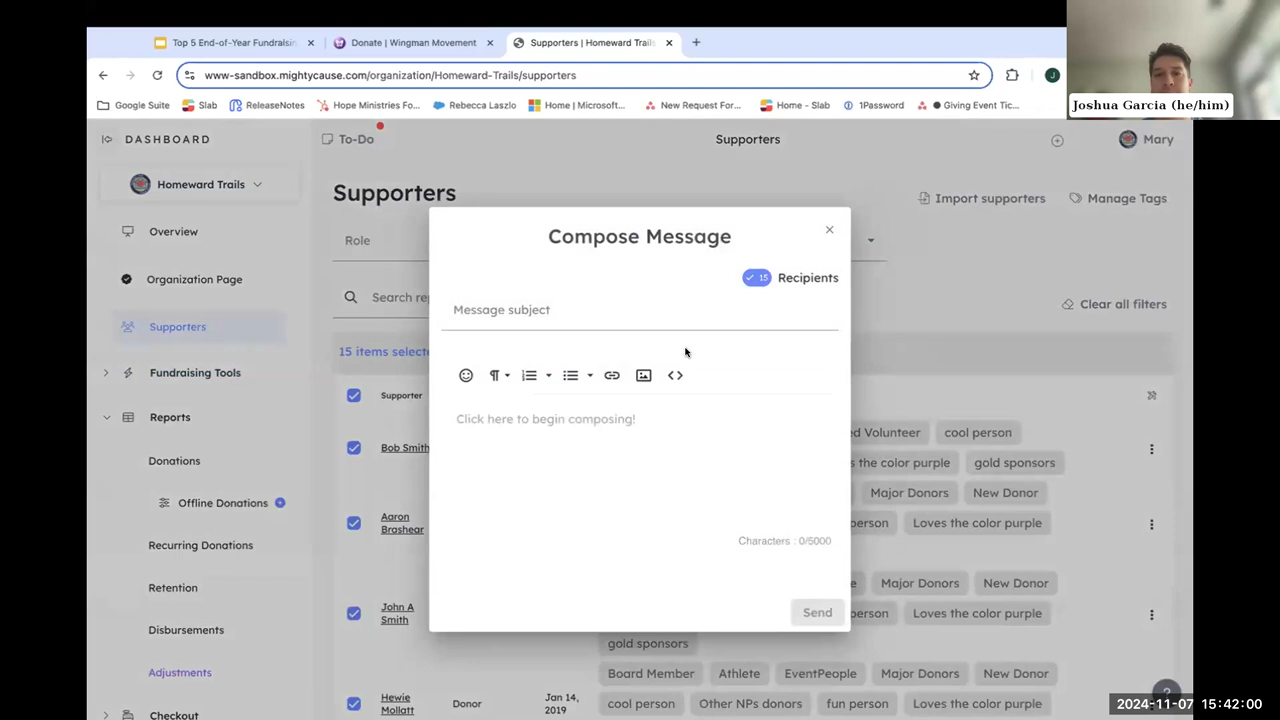 Top 5 End-of-Year Fundraisin
Donate | Wingman Movement
Supporters | Homeward Trails
www-sandbox.mightycause.com/organization/Homeward-Trails/supporters
J
Google Suite
Slab
ReleaseNotes
Hope Ministries Fo...
Rebecca Laszlo
Home | Microsoft...
New Request For...
Home - Slab
1Password
Giving Event Tic...
Joshua Garcia (he/him)
DASHBOARD
To-Do
Supporters
Mary
Homeward Trails
Supporters
Import supporters
Manage Tags
Overview
Role
Compose Message
Organization Page
15 Recipients
Search re
Message subject
Clear all filters
Supporters
15 items selecte
Fundraising Tools
Supporter
Reports
Click here to begin composing!
Bob Smith
ed Volunteer
cool person
Donations
s the color purple
gold sponsors
Major Donors
New Donor
Offline Donations
Aaron
Brashear
erson
Loves the color purple
Recurring Donations
Characters : 0/5000
Retention
e
Major Donors
New Donor
John A
Smith
erson
Loves the color purple
Send
Disbursements
gold sponsors
Adjustments
Board Member
Athlete
EventPeople
Major Donors
New Donor
Hewie
Mollatt
Donor
Jan 14,
2019
cool person
Other NPs donors
fun person
Loves the color purple
?
Checkout
2024-11-07 15:42:00